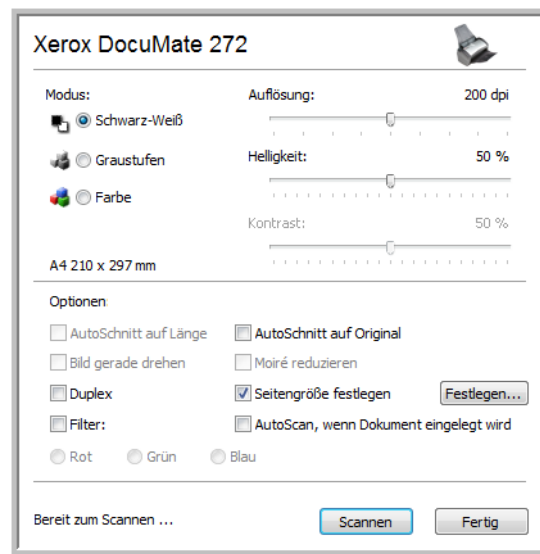 Xerox DocuMate 272
Modus:
Schwarz-Weiß
Graustufen
Farbe
A4 210 x 297 mm
Auflösung: 200 dpi
Helligkeit: 50 %
Kontrast: 50 %
Optionen
AutoSchnitt auf Länge AutoSchnitt auf Original
Bild gerade drehen Moiré reduzieren
Duplex Seitengröße festlegen Festlegen...
Filter: AutoScan, wenn Dokument eingelegt wird
Rot Grün Blau
Bereit zum Scannen ... Scannen Fertig